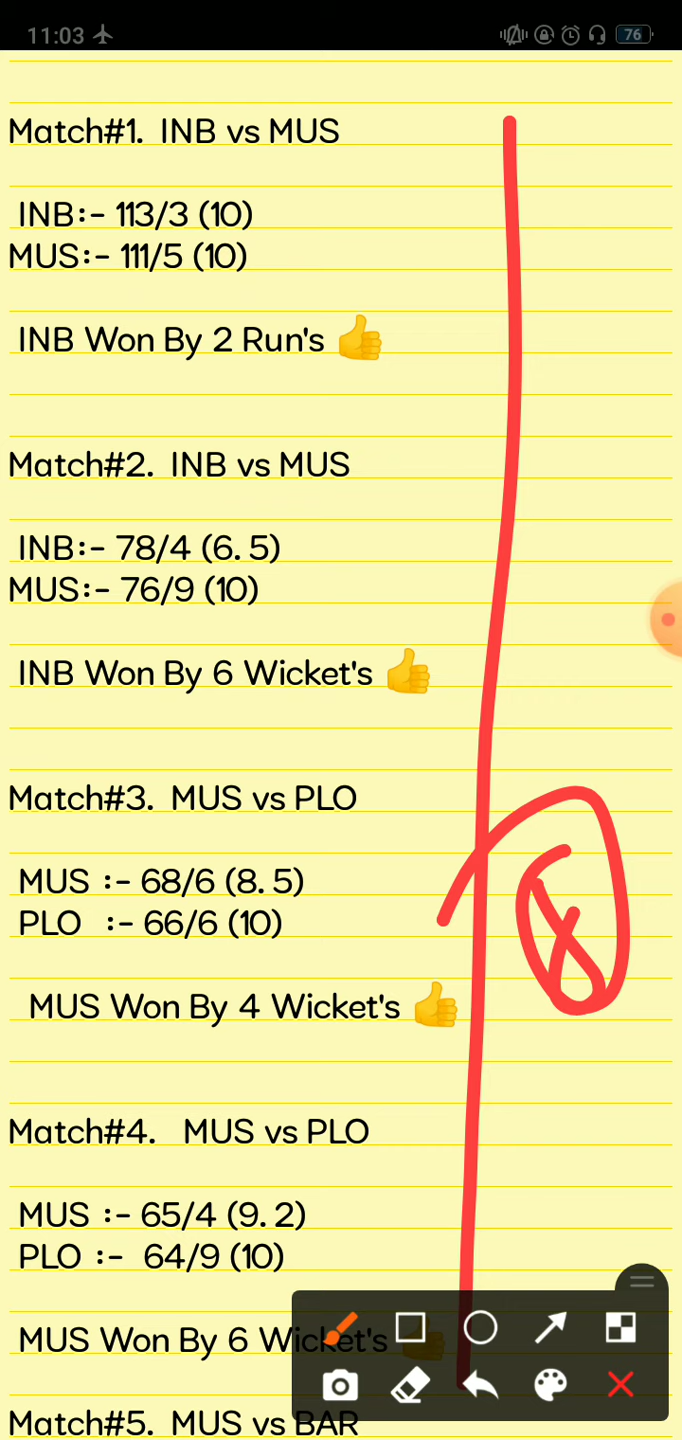 11:03
76
Match#1. INB vs MUS
INB:- 113/3 (10)
MUS:- 111/5 (10)
INB Won By 2 Run's 👍
Match#2. INB vs MUS
INB:- 78/4 (6. 5)
MUS:- 76/9 (10)
INB Won By 6 Wicket's 👍
Match#3. MUS vs PLO
MUS :- 68/6 (8. 5)
PLO :- 66/6 (10)
8
MUS Won By 4 Wicket's 👍
Match#4. MUS vs PLO
MUS :- 65/4 (9. 2)
PLO :- 64/9 (10)
MUS Won By 6 Wicket's 👍
Match#5. MUS vs BAR